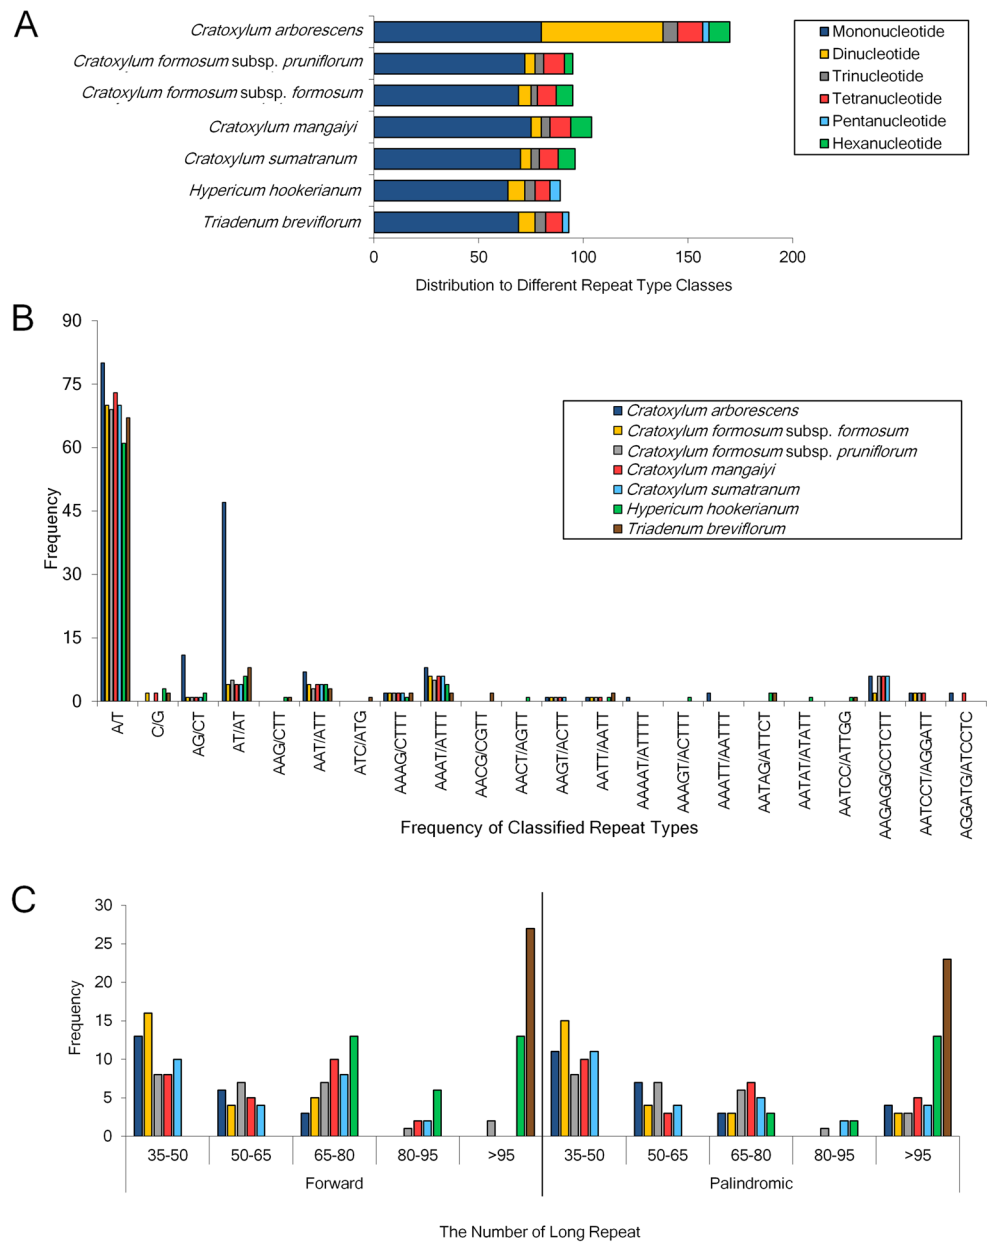 A
Cratoxylum arborescens
Cratoxylum formosum subsp. pruniflorum
Cratoxylum formosum subsp. formosum
Cratoxylum mangaiyi
Cratoxylum sumatranum
Hypericum hookerianum
Triadenum breviflorum
0 50 100 150 200
Distribution to Different Repeat Type Classes
Mononucleotide
Dinucleotide
Trinucleotide
Tetranucleotide
Pentanucleotide
Hexanucleotide
B
90
75
60
45
30
15
0
Frequency
Cratoxylum arborescens
Cratoxylum formosum subsp. formosum
Cratoxylum formosum subsp. pruniflorum
Cratoxylum mangaiyi
Cratoxylum sumatranum
Hypericum hookerianum
Triadenum breviflorum
A/T
C/G
AG/CT
AT/AT
AAG/CTT
AAT/ATT
ATC/ATG
AAAG/CTTT
AAAT/ATTT
AACG/CGTT
AACT/AGTT
AAGT/ACTT
AATT/AATT
AAAAT/ATTTT
AAAGT/ACTTT
AAATT/AATTT
AATAG/ATTCT
AATAT/ATATT
AATCC/ATTGG
AAGAGG/CCTCTT
AATCCT/AGGATT
AGGATG/ATCCTC
Frequency of Classified Repeat Types
C
30
25
20
15
10
5
0
Frequency
35-50 50-65 65-80 80-95 >95 35-50 50-65 65-80 80-95 >95
Forward Palindromic
The Number of Long Repeat